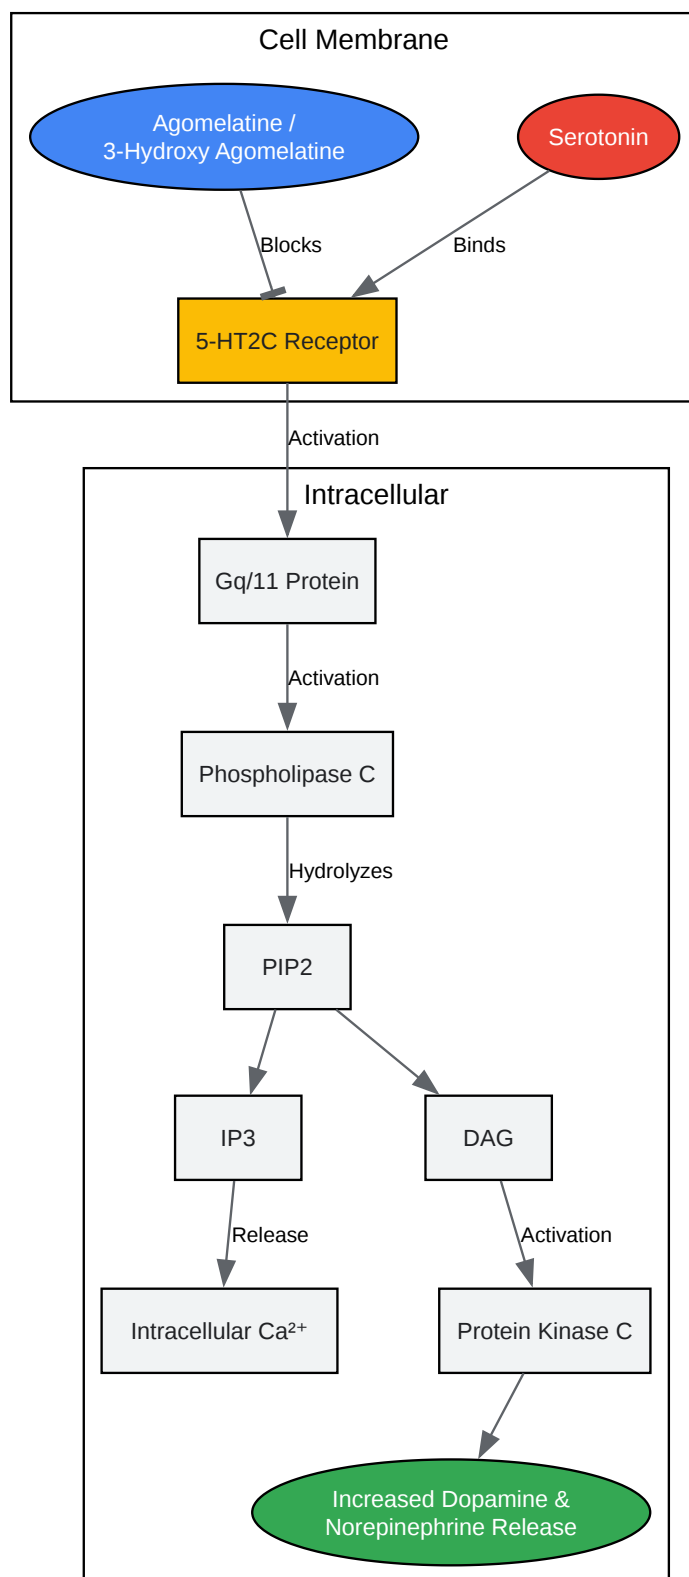 Cell Membrane
Agomelatine /
3-Hydroxy Agomelatine
Serotonin
Blocks
Binds
5-HT2C Receptor
Activation
Intracellular
Gq/11 Protein
Activation
Phospholipase C
Hydrolyzes
PIP2
IP3
DAG
Release
Activation
Intracellular Ca²⁺
Protein Kinase C
Increased Dopamine &
Norepinephrine Release